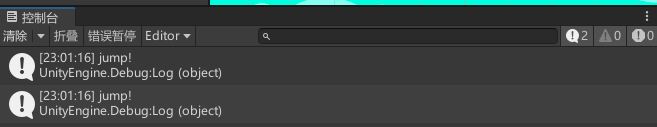 控制台
清除 折叠 错误暂停 Editor 2 0 0
[23:01:16] jump!
UnityEngine.Debug:Log (object)
[23:01:16] jump!
UnityEngine.Debug:Log (object)